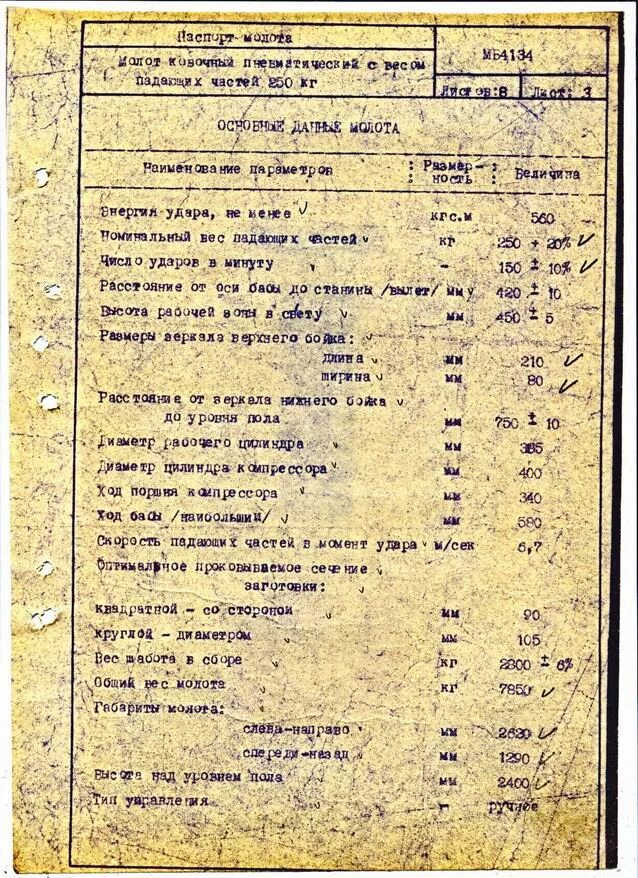 Паспорт молота
Молот ковочный пневматический с весом
падающих частей 250 кг
МБ4134
Листов:8 Лист: 3
ОСНОВНЫЕ ДАННЫЕ МОЛОТА
Наименование параметров : Размер- : Величина
: ность :
Энергия удара, не менее кгс.м 560
Номинальный вес падающих частей кг 250 ± 20%
Число ударов в минуту - 150 ± 10%
Расстояние от оси бабы до станины /вылет/ мм 420 ± 10
Высота рабочей зоны в свету мм 450 ± 5
Размеры зеркала верхнего бойка:
длина мм 210
ширина мм 80
Расстояние от зеркала нижнего бойка
до уровня пола мм 750 ± 10
Диаметр рабочего цилиндра мм
Диаметр цилиндра компрессора мм 400
Ход поршня компрессора мм 340
Ход бабы /наибольший/ мм 580
Скорость падающих частей в момент удара м/сек 6,7
Оптимальное проковываемое сечение
заготовки:
квадратной - со стороной мм 90
круглой - диаметром мм 105
Вес шабота в сборе кг 2800 ± 6%
Общий вес молота кг 7850
Габариты молота:
слева-направо мм 2620
спереди-назад мм 1290
Высота над уровнем пола мм 2400
Тип управления - ручное